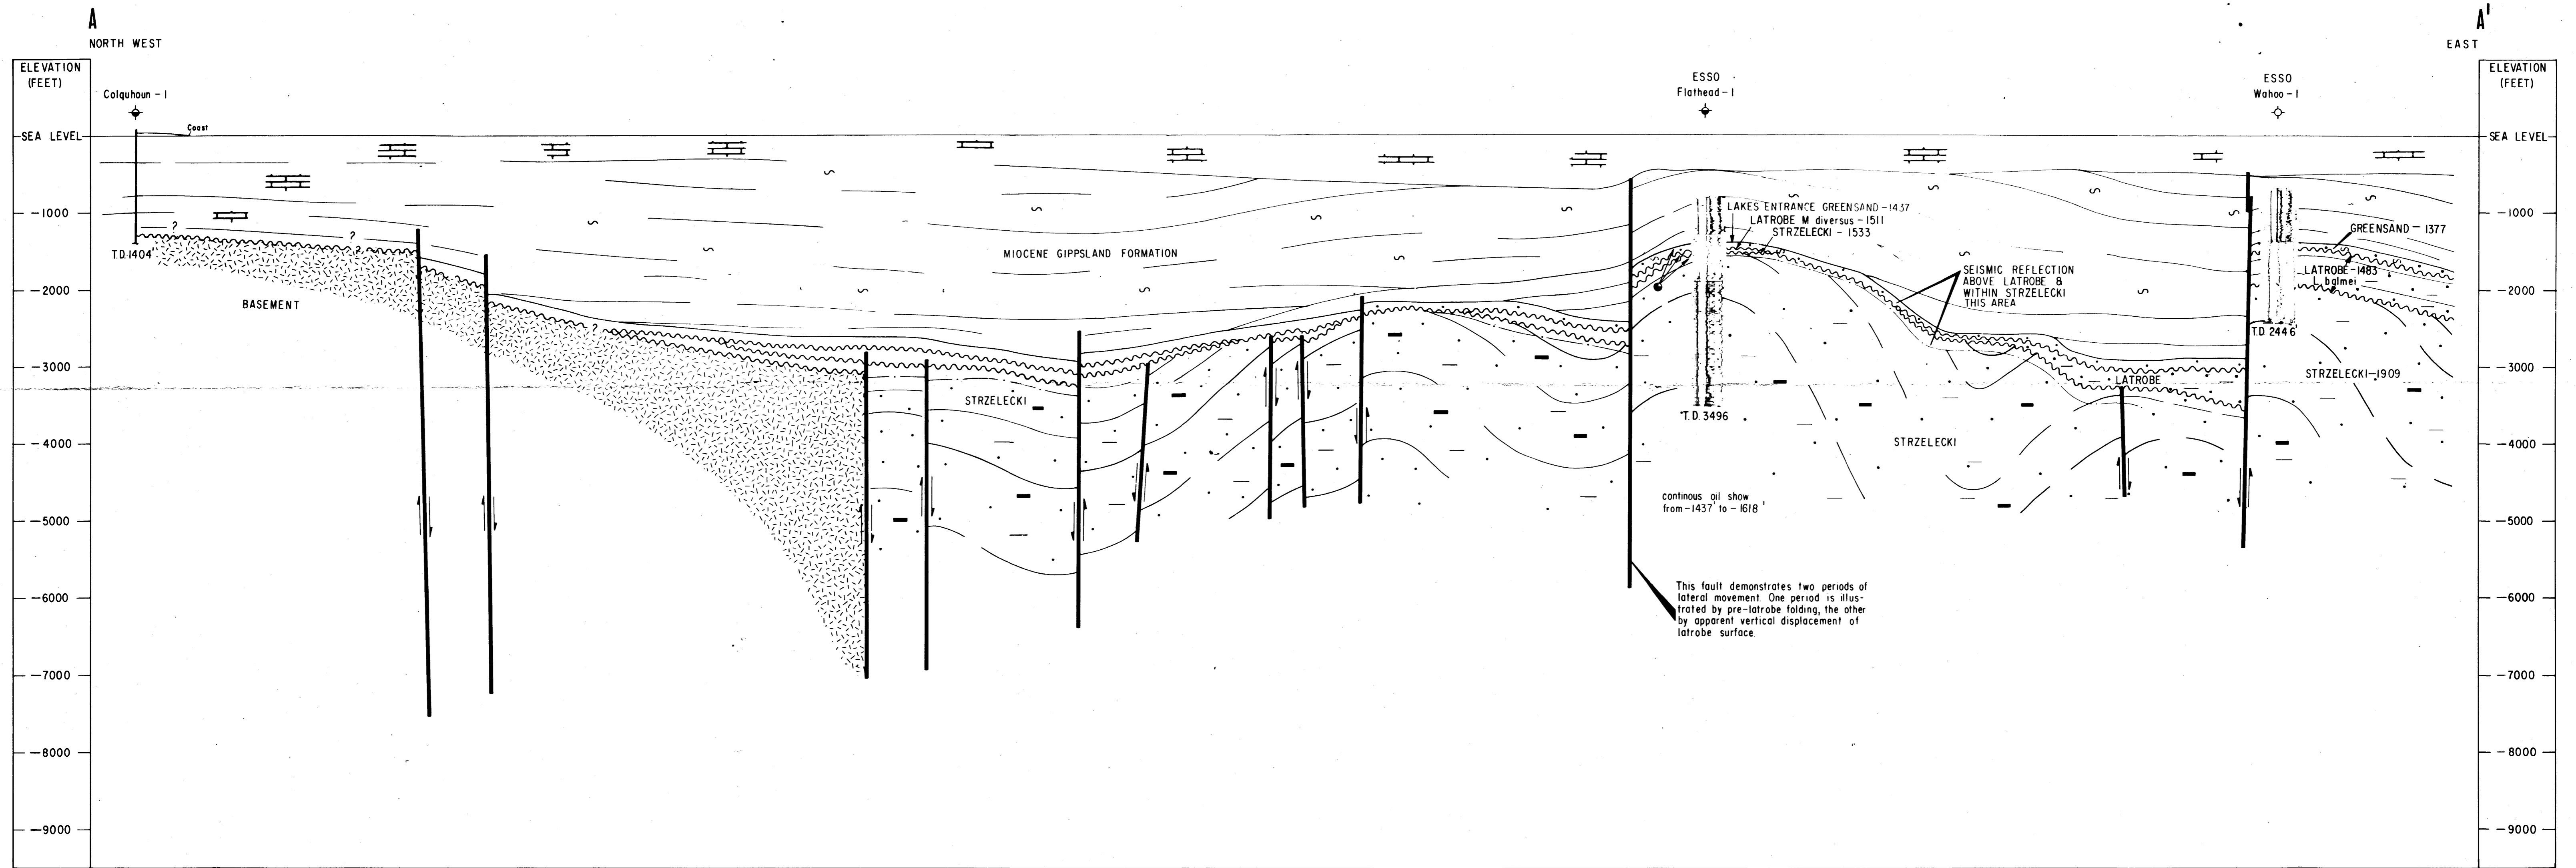 A
NORTH WEST
A'
EAST
ELEVATION
(FEET)
ELEVATION
(FEET)
Colquhoun-1
ESSO
Flathead-1
ESSO
Wahoo-1
SEA LEVEL
Coast
SEA LEVEL
-1000
-2000
-3000
-4000
-5000
-6000
-7000
-8000
-9000
?
?
?
?
T.D. 1404
BASEMENT
MIOCENE GIPPSLAND FORMATION
STRZELECKI
LAKES ENTRANCE GREENSAND-1437
LATROBE M diversus-1511
STRZELECKI - 1533
T.D. 3496
SEISMIC REFLECTION
ABOVE LATROBE &
WITHIN STRZELECKI
THIS AREA
continous oil show
from -1437' to -1618'
This fault demonstrates two periods of
lateral movement. One period is illus-
trated by pre-latrobe folding, the other
by apparent vertical displacement of
latrobe surface.
STRZELECKI
LATROBE
GREENSAND - 1377
LATROBE-1483
L balmei
T.D. 2446
STRZELECKI-1909
-1000
-2000
-3000
-4000
-5000
-6000
-7000
-8000
-9000